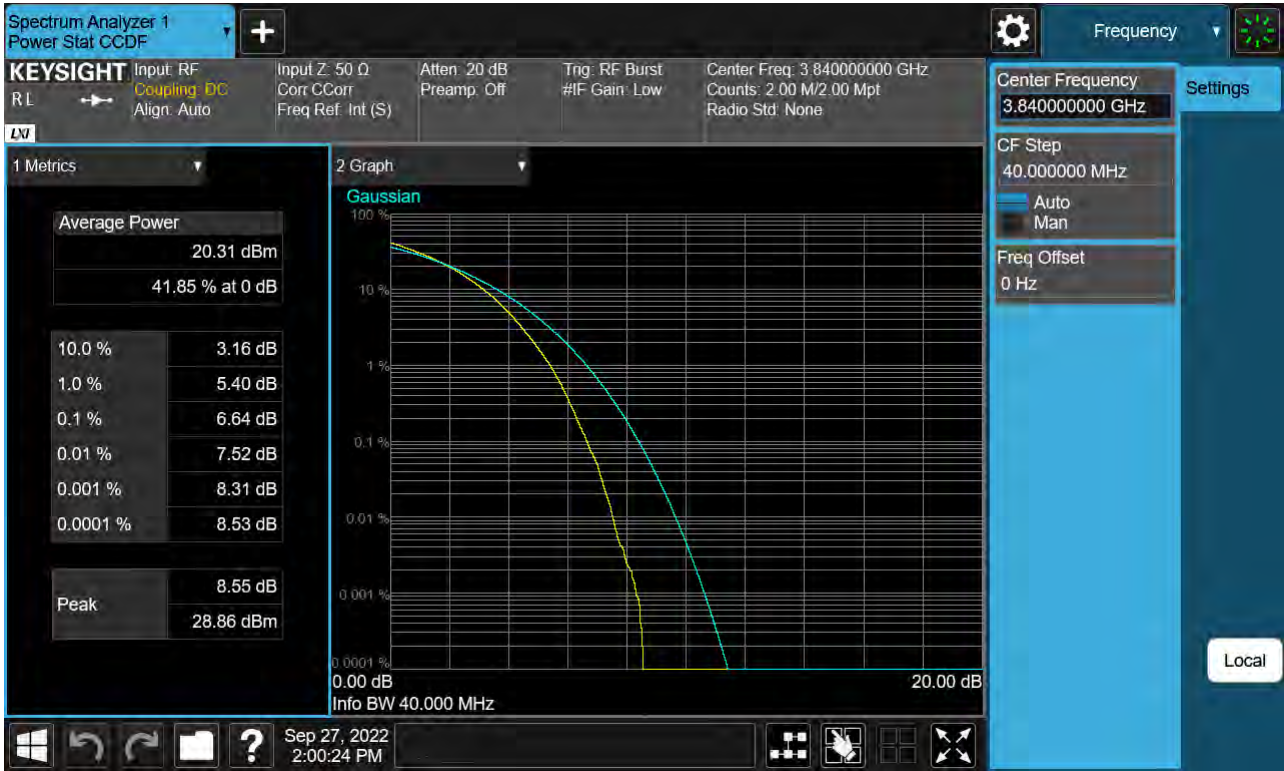 Spectrum Analyzer 1
Power Stat CCDF
Frequency
KEYSIGHT
Input: RF
Input Z: 50 Ω
Atten: 20 dB
Trig: RF Burst
Center Freq: 3.840000000 GHz
RL
Coupling: DC
Corr CCorr
Preamp: Off
#IF Gain: Low
Counts: 2.00 M/2.00 Mpt
Align: Auto
Freq Ref: Int (S)
Radio Std: None
LXI
Center Frequency
3.840000000 GHz
Settings
CF Step
40.000000 MHz
Auto
Man
Freq Offset
0 Hz
Local
1 Metrics
Average Power
20.31 dBm
41.85 % at 0 dB
10.0 % 3.16 dB
1.0 % 5.40 dB
0.1 % 6.64 dB
0.01 % 7.52 dB
0.001 % 8.31 dB
0.0001 % 8.53 dB
Peak
8.55 dB
28.86 dBm
2 Graph
Gaussian
100 %
10 %
1 %
0.1 %
0.01 %
0.001 %
0.0001 %
0.00 dB
20.00 dB
Info BW 40.000 MHz
?
Sep 27, 2022
2:00:24 PM